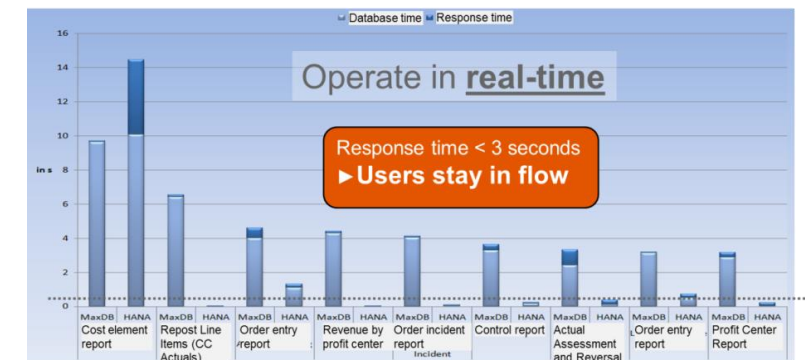 Database time Response time
16
14
12
10
in s 8
6
4
2
0
Operate in real-time
Response time < 3 seconds
►Users stay in flow
MaxDB HANA MaxDB HANA MaxDB HANA MaxDB HANA MaxDB HANA MaxDB HANA MaxDB HANA MaxDB HANA MaxDB HANA
Cost element report
Repost Line Items (CC Actuals)
Order entry report
Revenue by profit center
Order incident report
Incident
Control report
Actual Assessment and Reversal
Order entry report
Profit Center Report